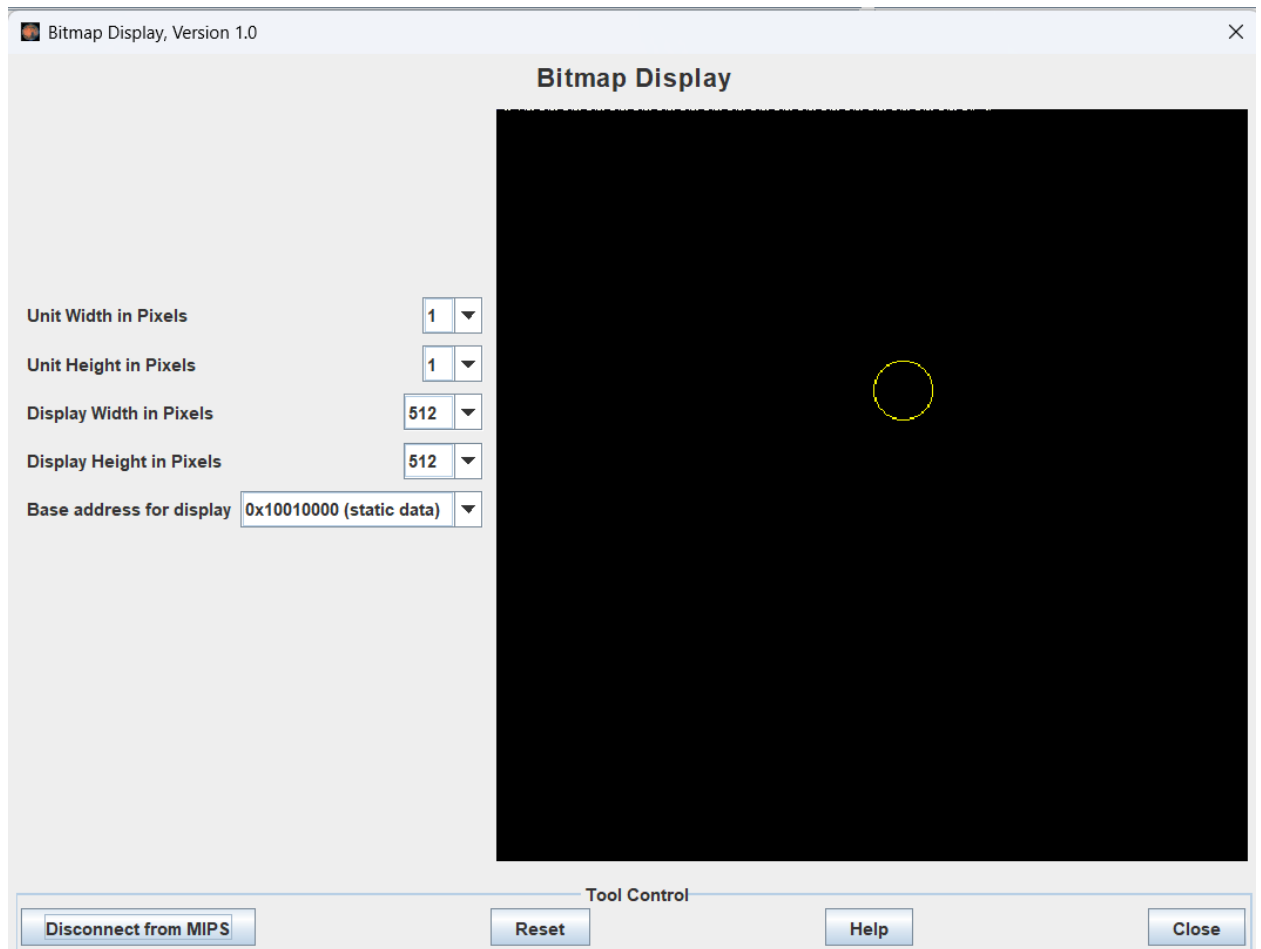 Bitmap Display, Version 1.0
Bitmap Display
Unit Width in Pixels 1
Unit Height in Pixels 1
Display Width in Pixels 512
Display Height in Pixels 512
Base address for display 0x10010000 (static data)
Tool Control
Disconnect from MIPS Reset Help Close